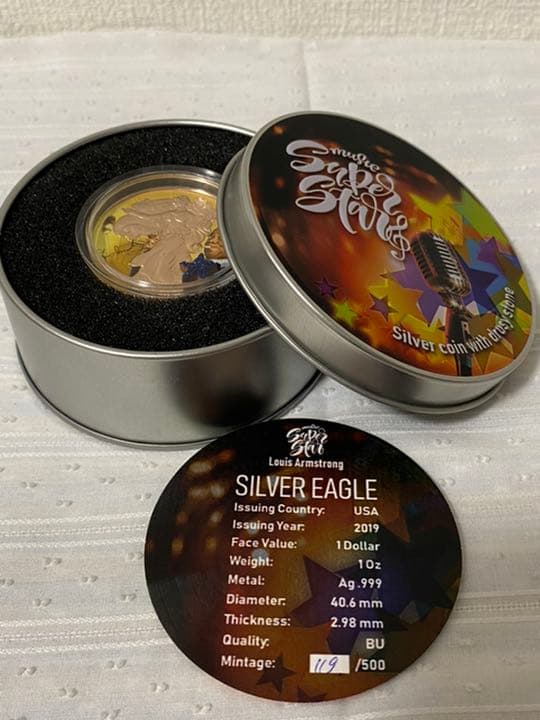 music
Super
Star
Silver coin with drusy stone
Super
Star
Louis Armstrong
SILVER EAGLE
Issuing Country: USA
Issuing Year: 2019
Face Value: 1 Dollar
Weight: 1 Oz
Metal: Ag .999
Diameter: 40.6 mm
Thickness: 2.98 mm
Quality: BU
Mintage: 119 /500